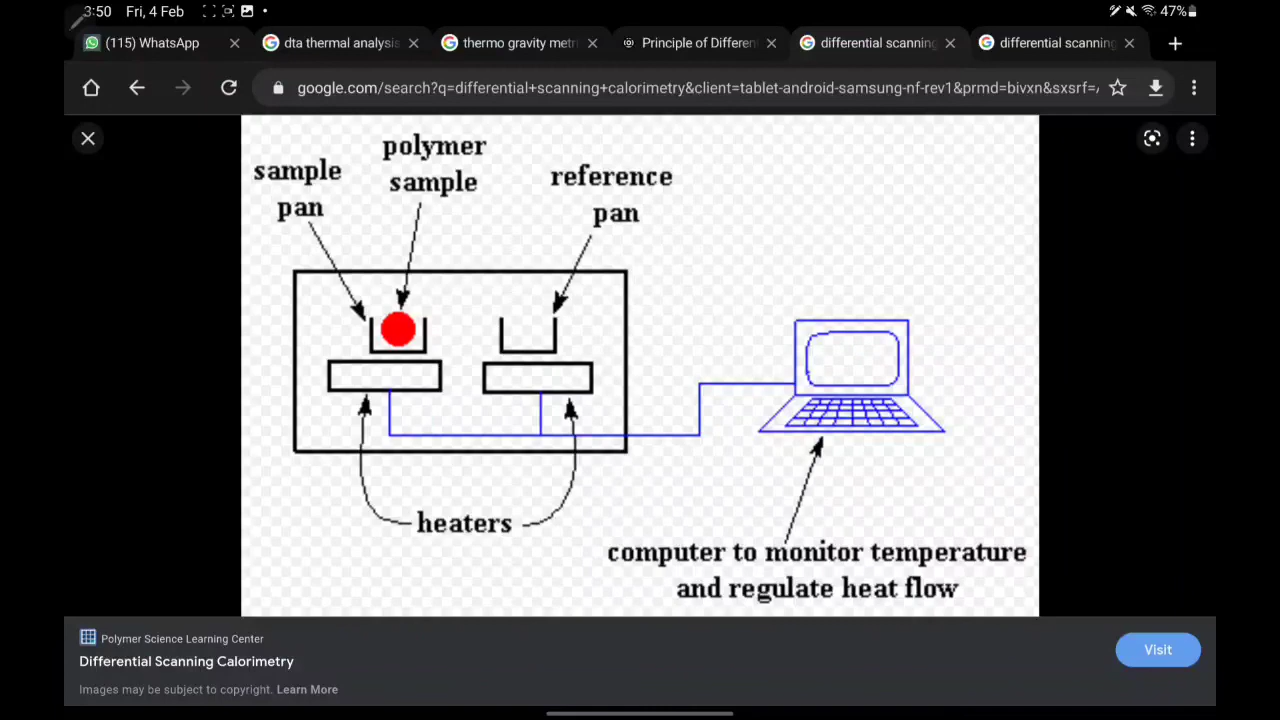 3:50 Fri, 4 Feb
47%
(115) WhatsApp
dta thermal analysis
thermo gravity metri
Principle of Differen
differential scanning
differential scanning
google.com/search?q=differential+scanning+calorimetry&client=tablet-android-samsung-nf-rev1&prmd=bivxn&sxsrf=
sample
pan
polymer
sample
reference
pan
heaters
computer to monitor temperature
and regulate heat flow
Polymer Science Learning Center
Differential Scanning Calorimetry
Images may be subject to copyright. Learn More
Visit